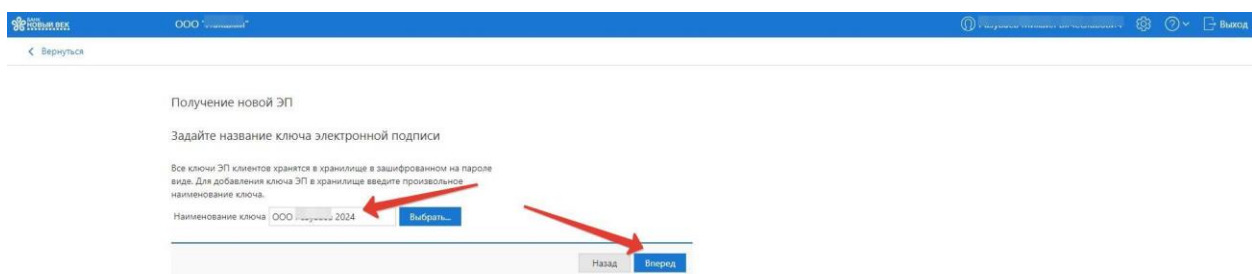 БАНК
НОВЫЙ ВЕК
ООО "
Выход
Вернуться
Получение новой ЭП
Задайте название ключа электронной подписи
Все ключи ЭП клиентов хранятся в хранилище в зашифрованном на пароле
виде. Для добавления ключа ЭП в хранилище введите произвольное
наименование ключа.
Наименование ключа ООО 2024 Выбрать...
Назад Вперед